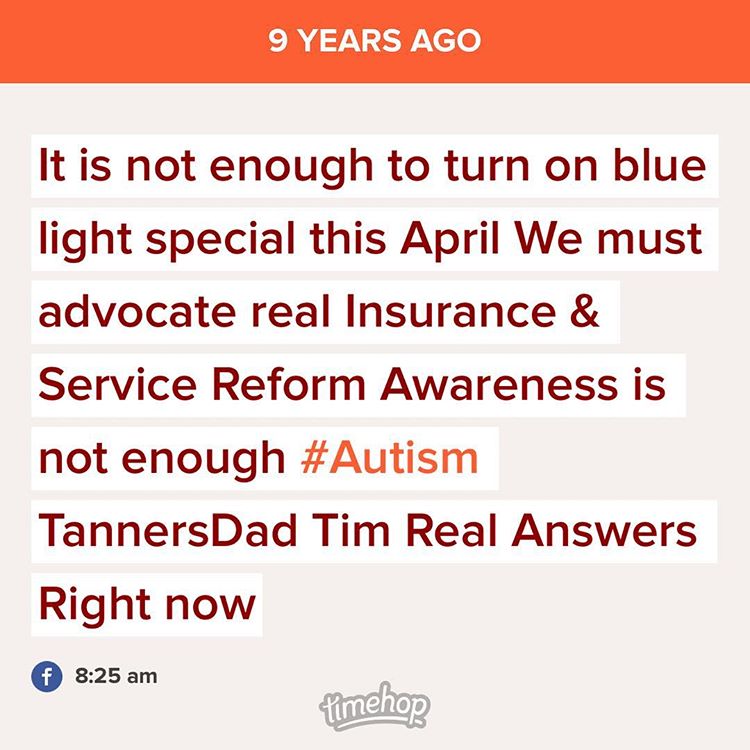 9 YEARS AGO
It is not enough to turn on blue
light special this April We must
advocate real Insurance &
Service Reform Awareness is
not enough #Autism
TannersDad Tim Real Answers
Right now
f 8:25 am
timehop